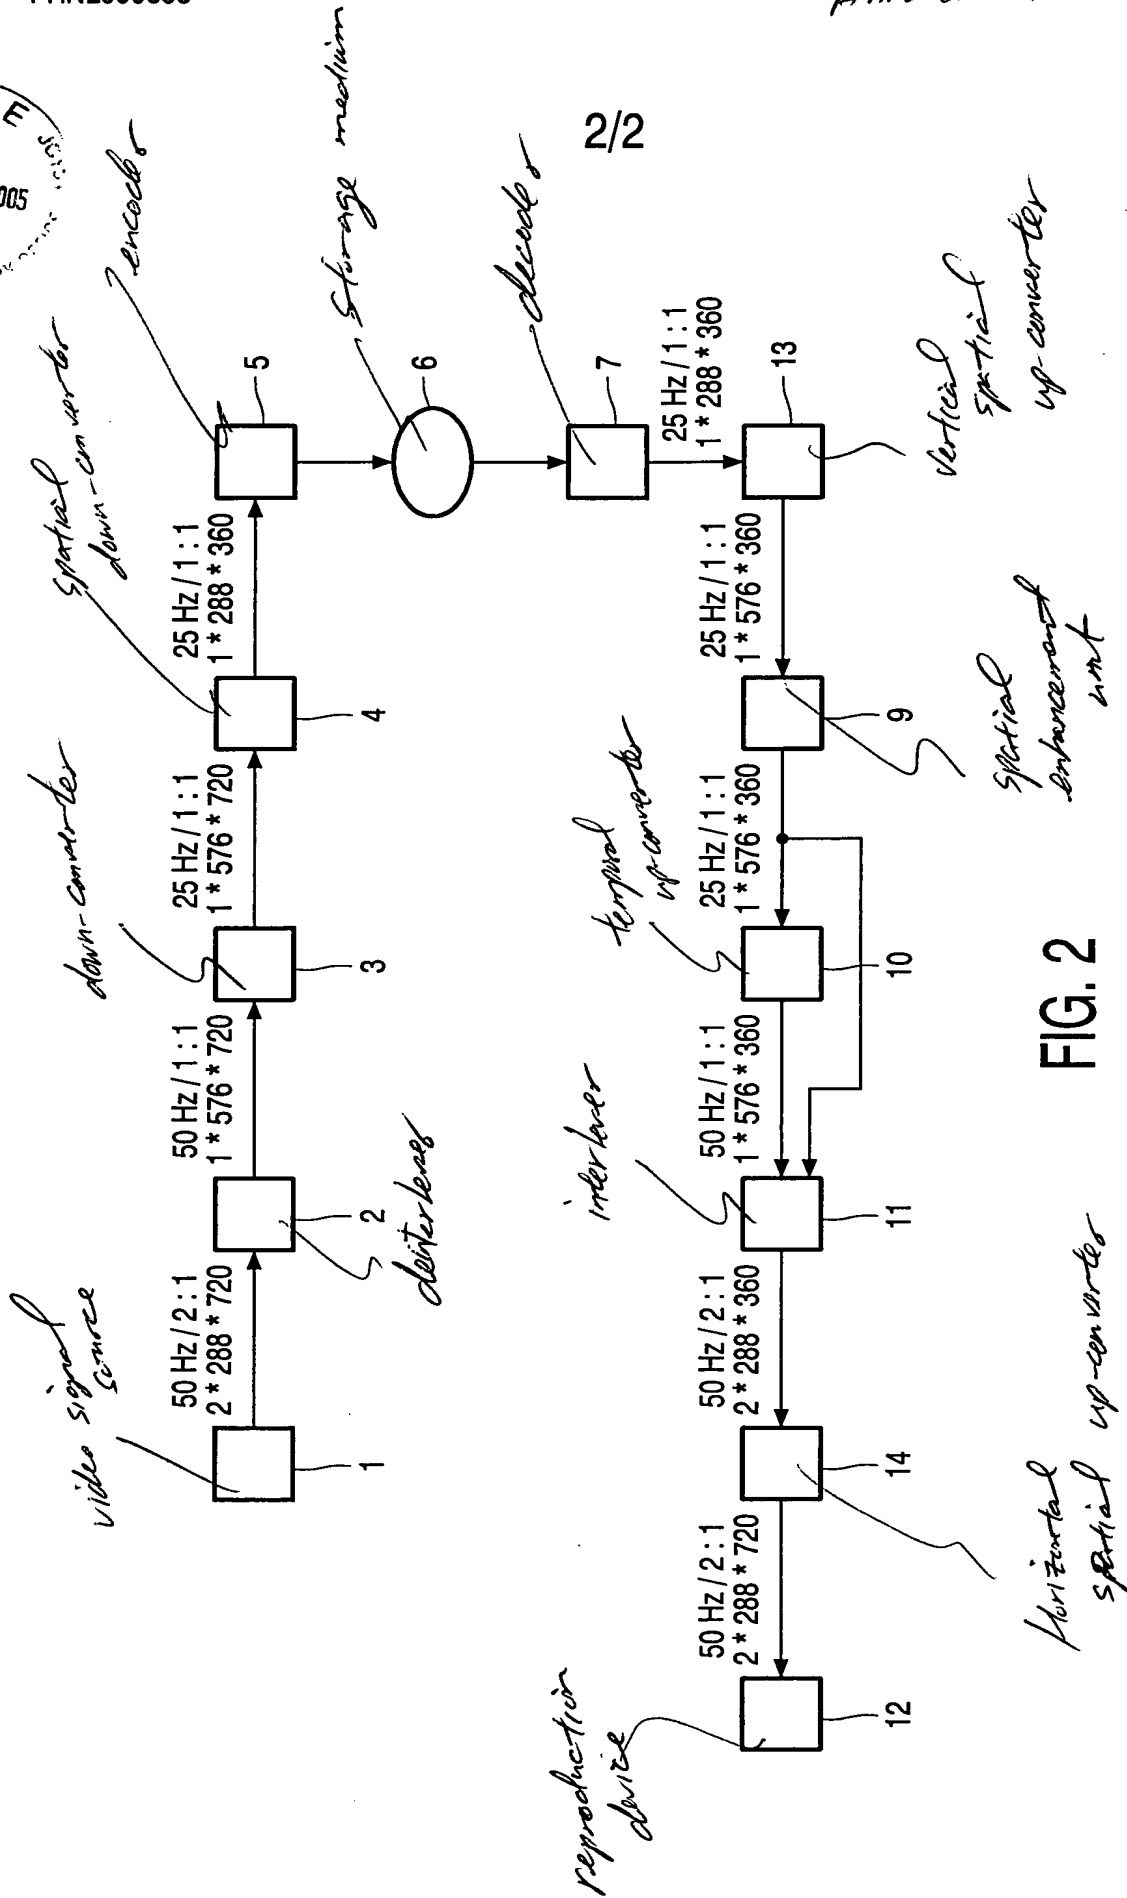 2/2
video signal
source
50 Hz / 2 : 1
2 * 288 * 720
1
deinterlacer
2
50 Hz / 1 : 1
1 * 576 * 720
down-converter
3
25 Hz / 1 : 1
1 * 576 * 720
spatial
down-converter
4
25 Hz / 1 : 1
1 * 288 * 360
encoder
5
storage medium
6
decoder
7
25 Hz / 1 : 1
1 * 288 * 360
13
vertical
spatial
up-converter
25 Hz / 1 : 1
1 * 576 * 360
9
spatial
enhancement
unit
25 Hz / 1 : 1
1 * 576 * 360
temporal
up-converter
10
50 Hz / 1 : 1
1 * 576 * 360
interlacer
11
50 Hz / 2 : 1
2 * 288 * 360
14
Horizontal
spatial up-converter
50 Hz / 2 : 1
2 * 288 * 720
reproduction
device
12
FIG. 2
E
005